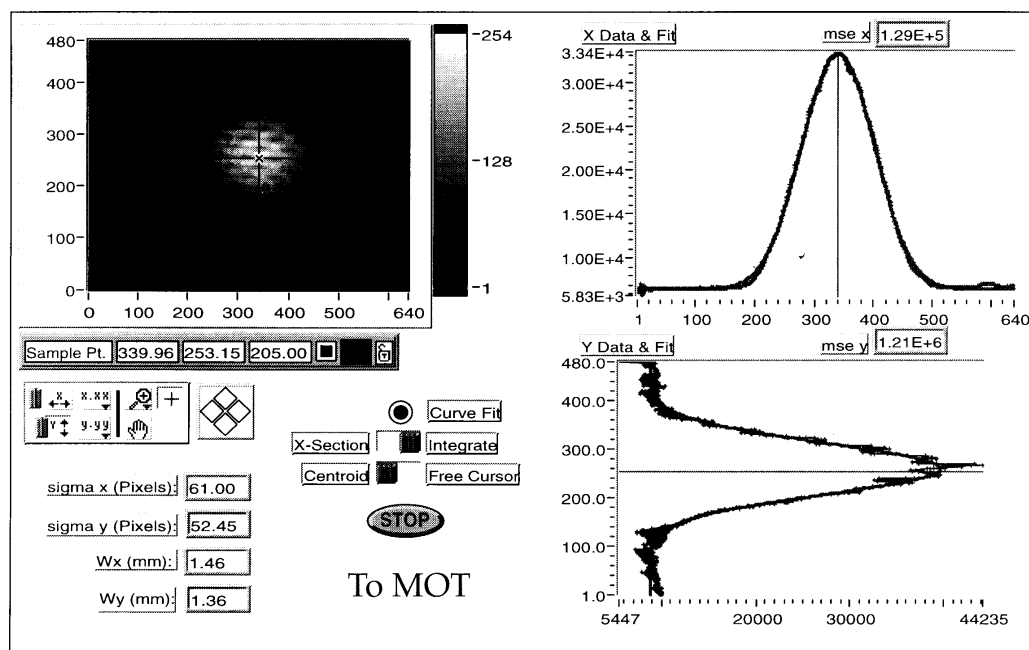 480
400
300
200
100
0
0 100 200 300 400 640
254
128
1
X Data & Fit
mse x 1.29E+5
3.34E+4
2.50E+4
2.00E+4
1.50E+4
1.00E+4
5.83E+3
1 100 200 300 400 500 640
Sample Pt. 339.96 253.15 205.00
x x.xx
Y y.yy
Y Data & Fit
mse y 1.21E+6
480.0
400.0
300.0
200.0
100.0
1.0
5447 20000 30000 44235
Curve Fit
X-Section Integrate
Centroid Free Cursor
STOP
sigma x (Pixels): 61.00
sigma y (Pixels): 52.45
Wx (mm): 1.46
Wy (mm): 1.36
To MOT